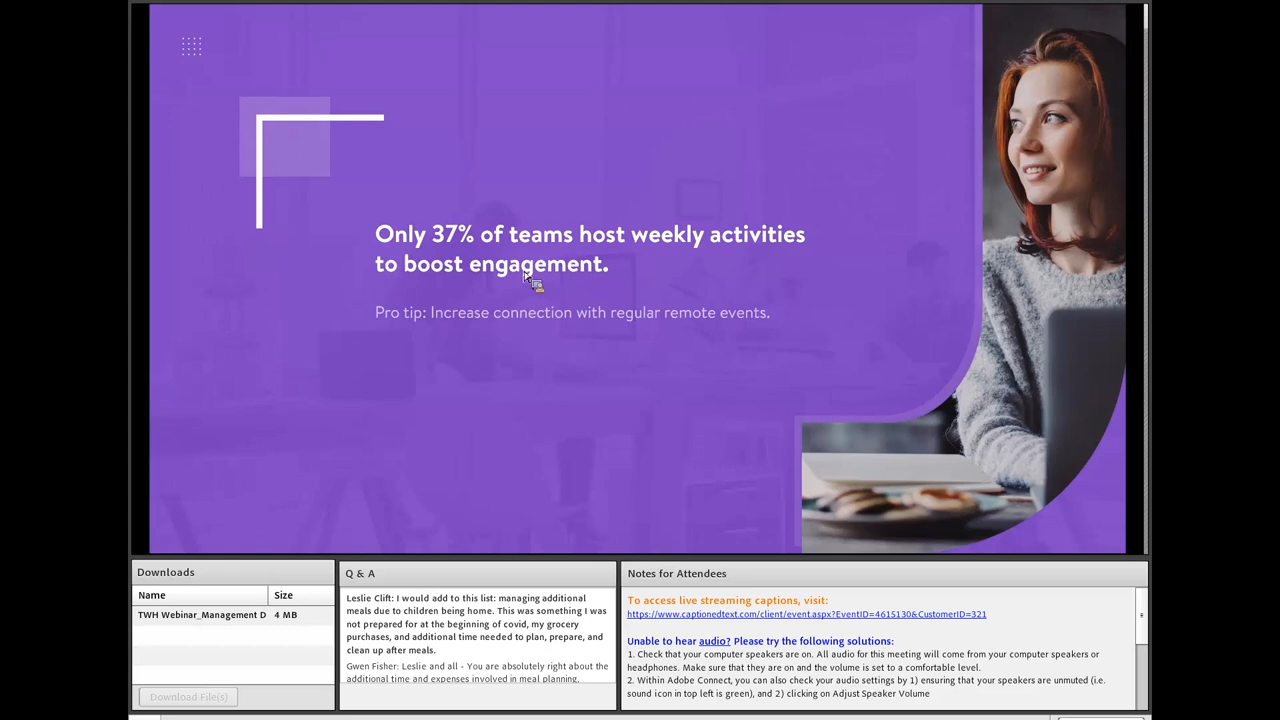 Only 37% of teams host weekly activities
to boost engagement.
Pro tip: Increase connection with regular remote events.
Downloads
Name Size
TWH Webinar_Management D 4 MB
Download File(s)
Q & A
Leslie Clift: I would add to this list: managing additional
meals due to children being home. This was something I was
not prepared for at the beginning of covid, my grocery
purchases, and additional time needed to plan, prepare, and
clean up after meals.
Gwen Fisher: Leslie and all - You are absolutely right about the
additional time and expenses involved in meal planning,
Notes for Attendees
To access live streaming captions, visit:
https://www.captionedtext.com/client/event.aspx?EventID=4615130&CustomerID=321
Unable to hear audio? Please try the following solutions:
1. Check that your computer speakers are on. All audio for this meeting will come from your computer speakers or
headphones. Make sure that they are on and the volume is set to a comfortable level.
2. Within Adobe Connect, you can also check your audio settings by 1) ensuring that your speakers are unmuted (i.e.
sound icon in top left is green), and 2) clicking on Adjust Speaker Volume